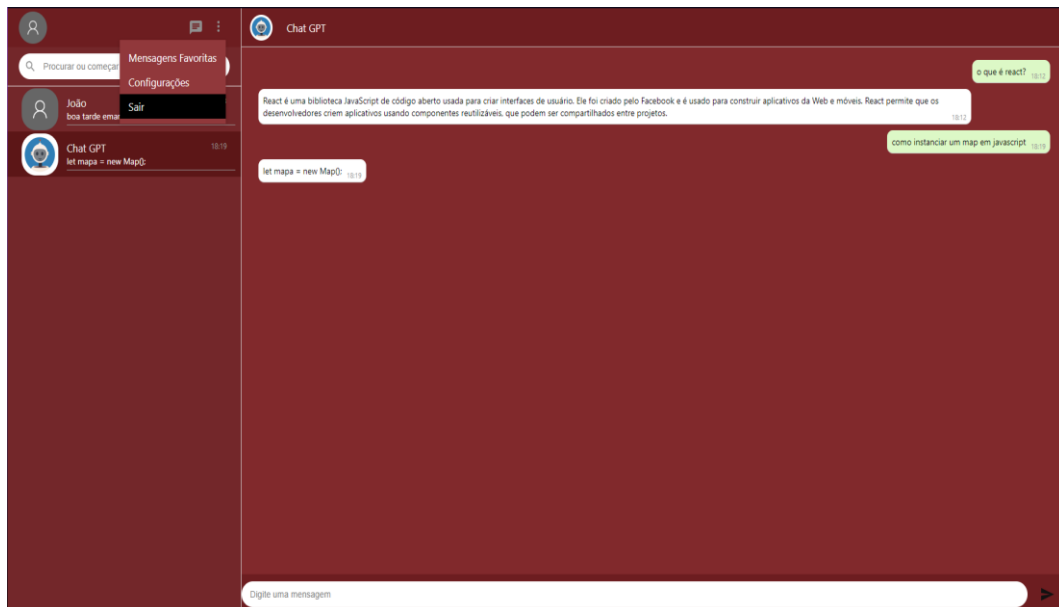 Chat GPT
Mensagens Favoritas
Configurações
Sair
Procurar ou começar
João
boa tarde emar
Chat GPT
18:19
let mapa = new Map();
o que é react?
18:12
React é uma biblioteca JavaScript de código aberto usada para criar interfaces de usuário. Ele foi criado pelo Facebook e é usado para construir aplicativos da Web e móveis. React permite que os
desenvolvedores criem aplicativos usando componentes reutilizáveis, que podem ser compartilhados entre projetos.
18:12
como instanciar um map em javascript
18:19
let mapa = new Map();
18:19
Digite uma mensagem